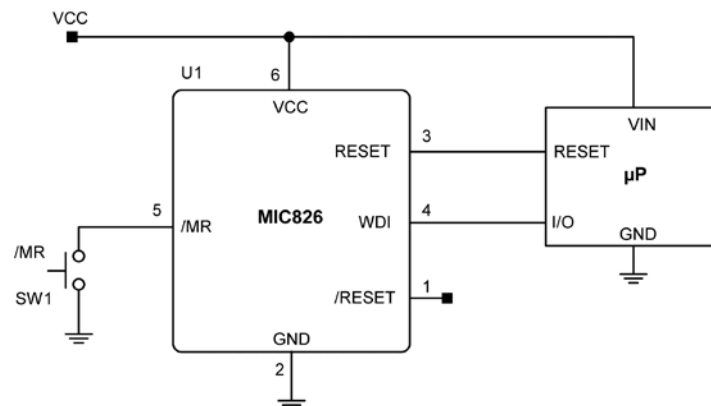 VCC
U1
6
VCC
VIN
RESET
3
RESET
µP
5
/MR
MIC826
WDI
4
I/O
/MR
GND
SW1
/RESET
1
GND
2